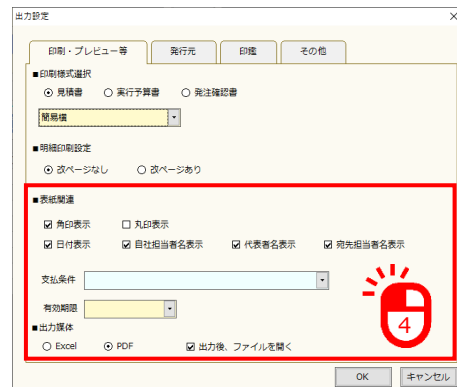 出力設定
印刷・プレビュー等 発行元 印鑑 その他
■印刷様式選択
見積書 実行予算書 発注確認書
簡易横
■明細印刷設定
改ページなし 改ページあり
■表紙関連
角印表示 丸印表示
日付表示 自社担当者名表示 代表者名表示 宛先担当者名表示
支払条件
有効期限
4
■出力媒体
Excel PDF 出力後、ファイルを開く
OK キャンセル